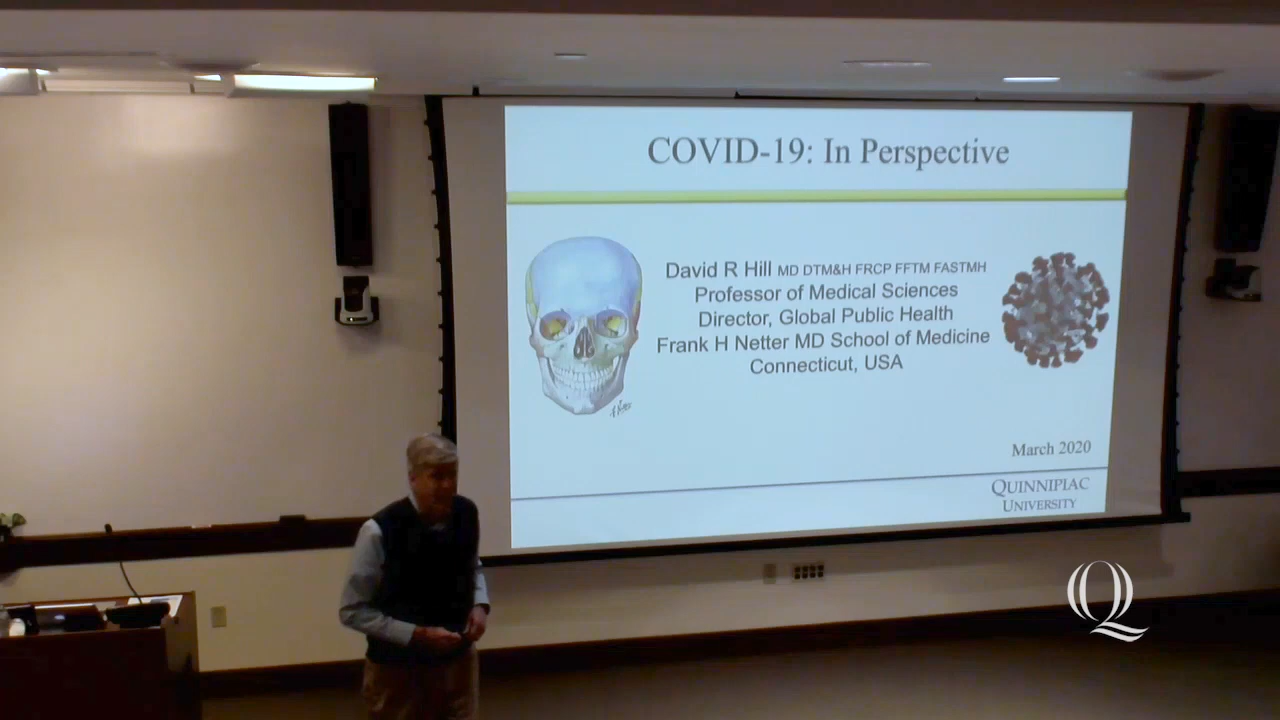 COVID-19: In Perspective
David R Hill MD DTM&H FRCP FFTM FASTMH
Professor of Medical Sciences
Director, Global Public Health
Frank H Netter MD School of Medicine
Connecticut, USA
March 2020
QUINNIPIAC
UNIVERSITY
Q